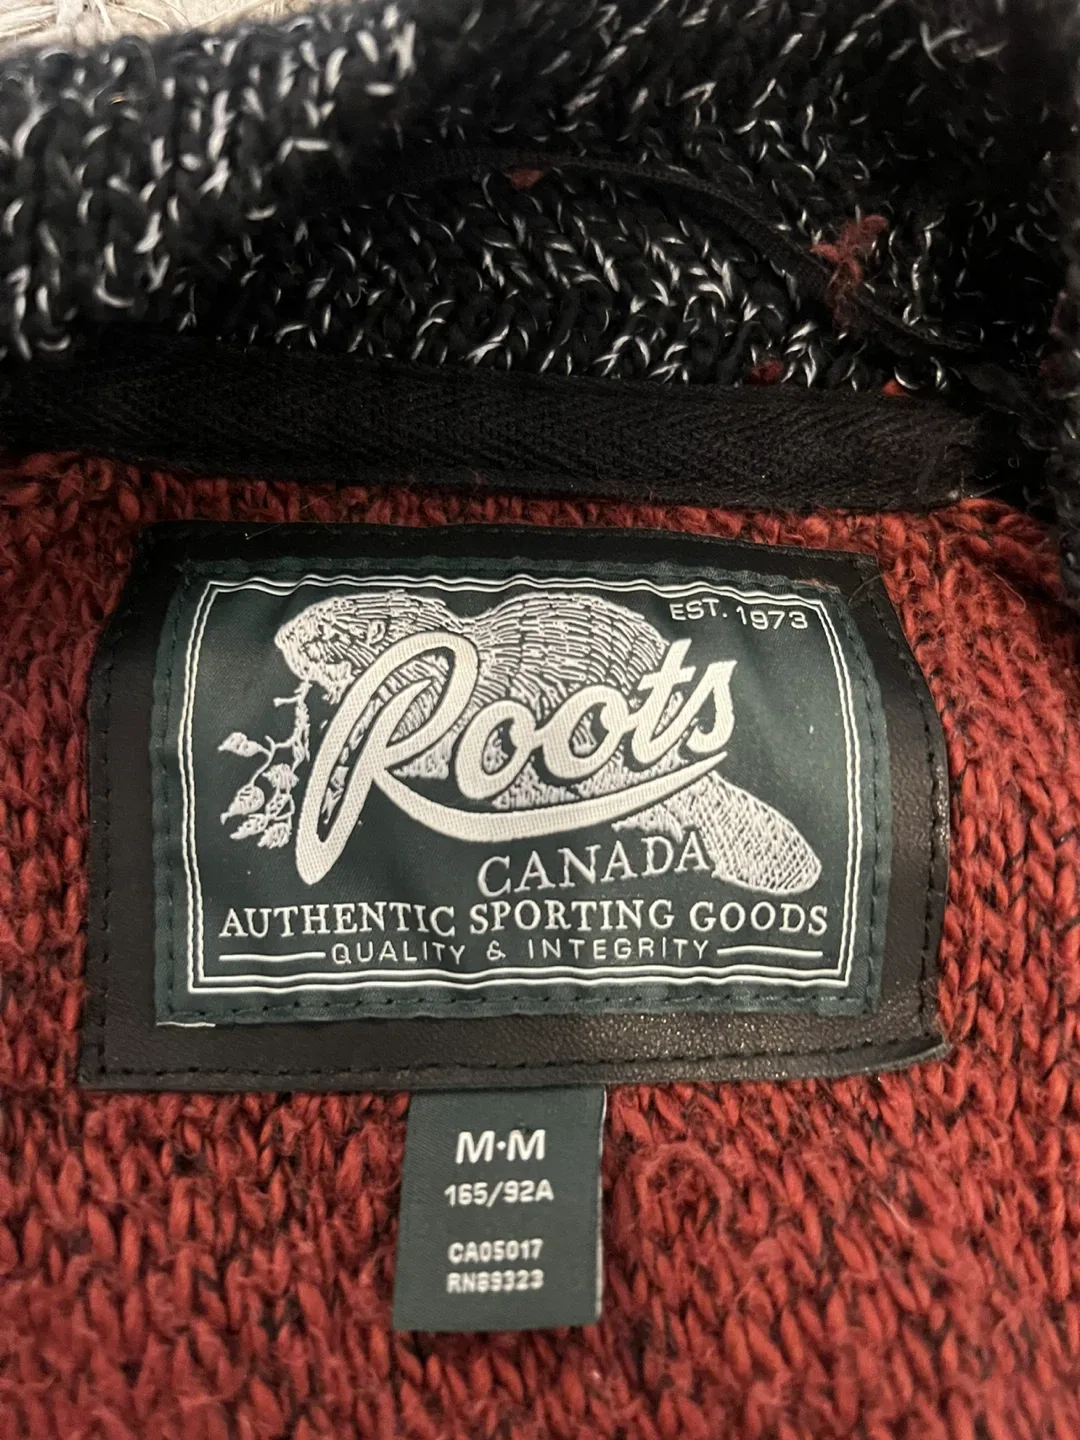 EST. 1973
Roots
CANADA
AUTHENTIC SPORTING GOODS
QUALITY & INTEGRITY
M·M
165/92A
CA05017
RN89323